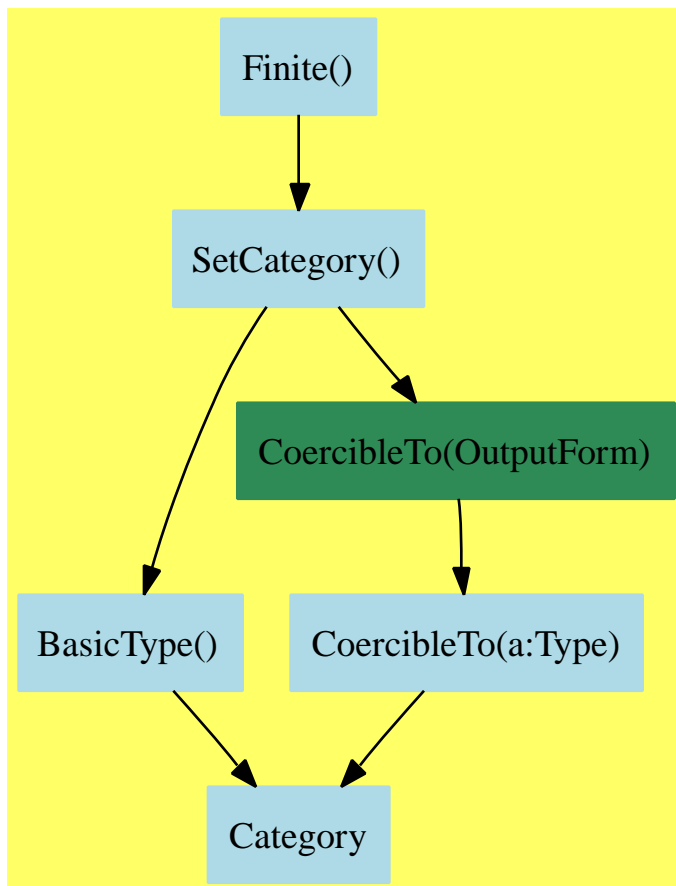 Finite()
SetCategory()
CoercibleTo(OutputForm)
BasicType()
CoercibleTo(a:Type)
Category